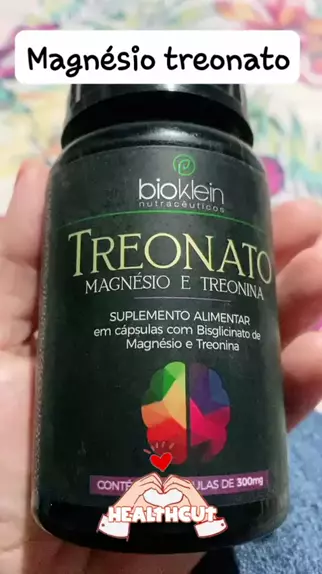 Magnésio treonato
bioklein
nutracêuticos
TREONATO
MAGNÉSIO E TREONINA
SUPLEMENTO ALIMENTAR
em cápsulas com Bisglicinato de
Magnésio e Treonina
DE 300mg
HEALTHCUT